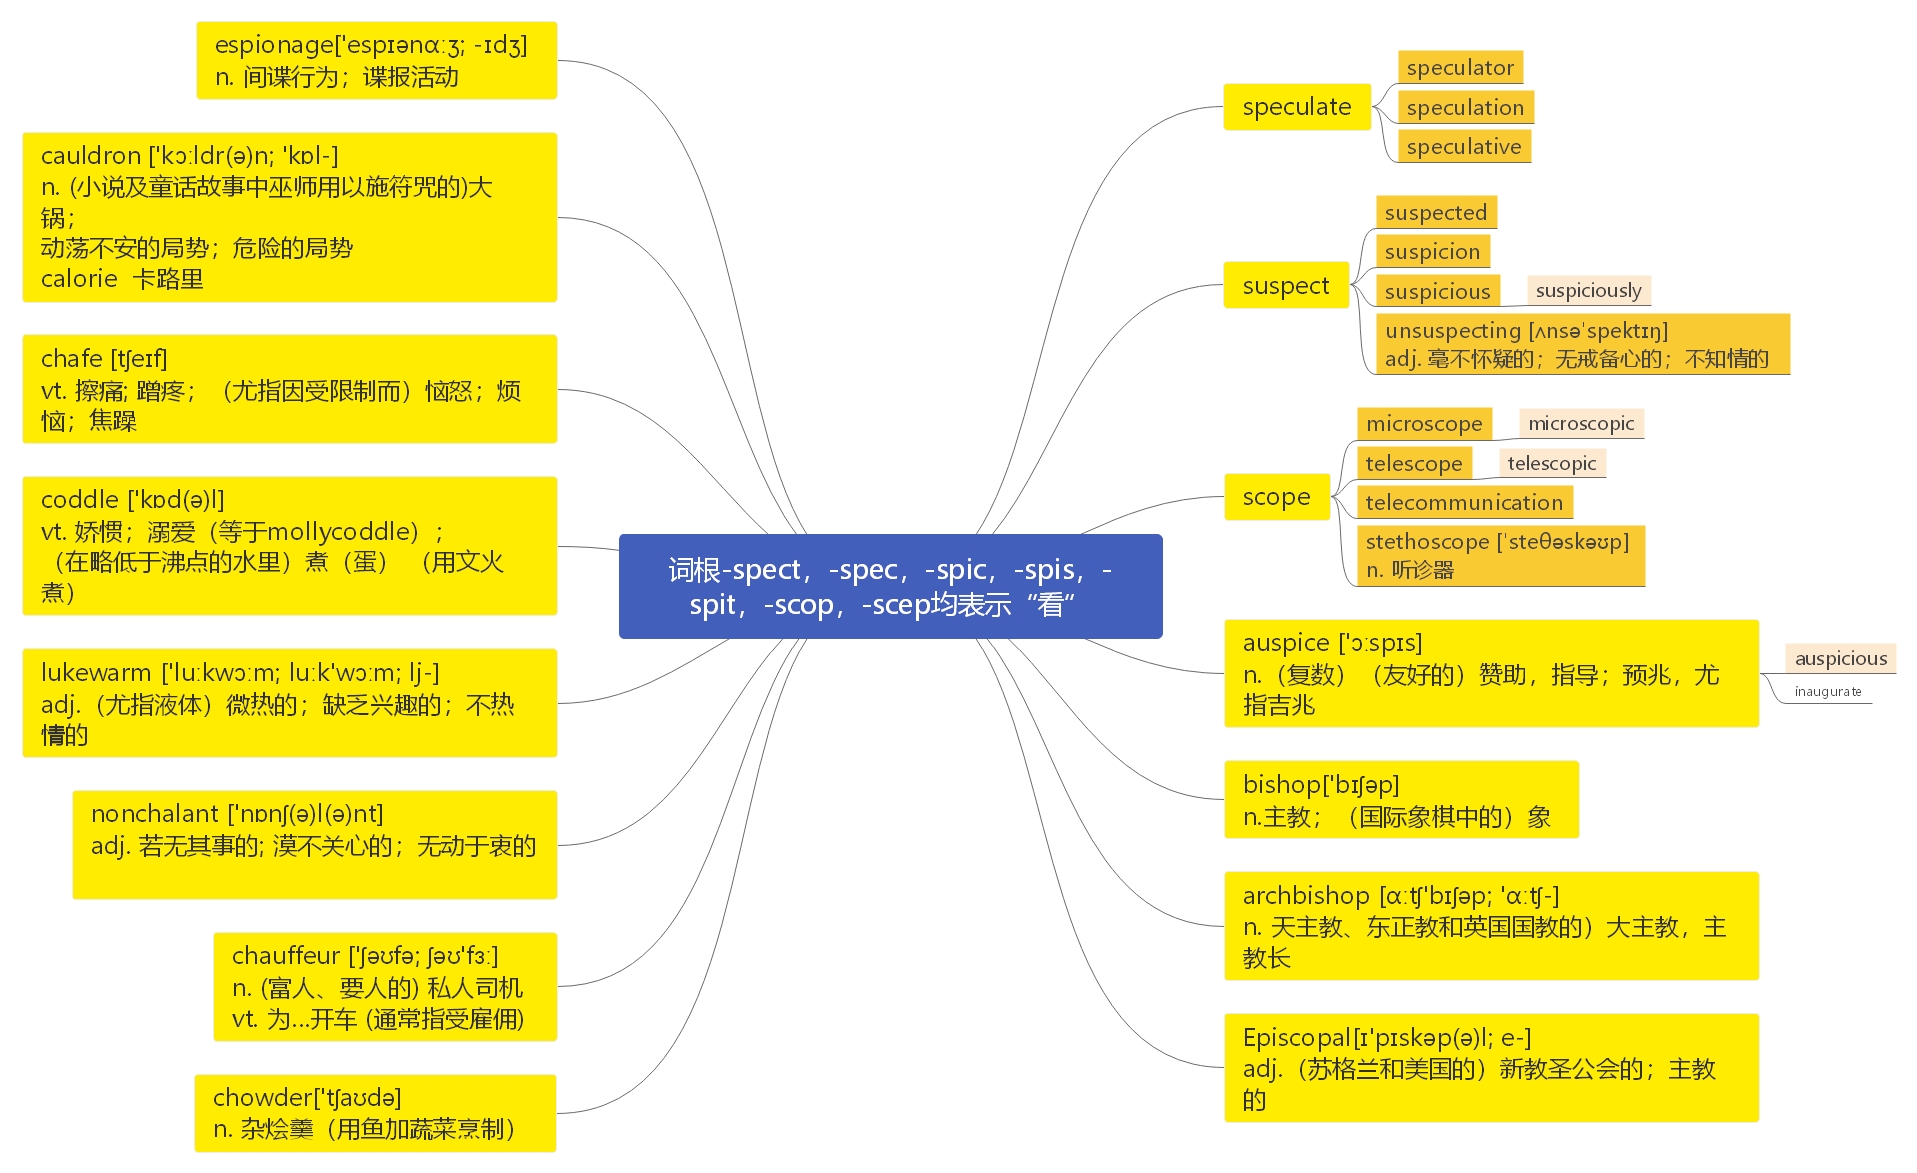 词根-spect，-spec，-spic，-spis，-
spit，-scop，-scep均表示“看”
speculate
speculator
speculation
speculative
suspect
suspected
suspicion
suspicious
suspiciously
unsuspecting [ʌnsəˈspektɪŋ]
adj. 毫不怀疑的；无戒备心的；不知情的
scope
microscope
microscopic
telescope
telescopic
telecommunication
stethoscope [ˈsteθəskəʊp]
n. 听诊器
auspice ['ɔːspɪs]
n.（复数）（友好的）赞助，指导；预兆，尤
指吉兆
auspicious
inaugurate
bishop['bɪʃəp]
n.主教；（国际象棋中的）象
archbishop [ɑːtʃ'bɪʃəp; 'ɑːtʃ-]
n. 天主教、东正教和英国国教的）大主教，主
教长
Episcopal[ɪ'pɪskəp(ə)l; e-]
adj.（苏格兰和美国的）新教圣公会的；主教
的
espionage['espɪənɑːʒ; -ɪdʒ]
n. 间谍行为；谍报活动
cauldron ['kɔːldr(ə)n; 'kɒl-]
n. (小说及童话故事中巫师用以施符咒的)大
锅；
动荡不安的局势；危险的局势
calorie 卡路里
chafe [tʃeɪf]
vt. 擦痛; 蹭疼；（尤指因受限制而）恼怒；烦
恼；焦躁
coddle ['kɒd(ə)l]
vt. 娇惯；溺爱（等于mollycoddle）；
（在略低于沸点的水里）煮（蛋） （用文火
煮）
lukewarm ['luːkwɔːm; luːk'wɔːm; lj-]
adj.（尤指液体）微热的；缺乏兴趣的；不热
情的
nonchalant ['nɒnʃ(ə)l(ə)nt]
adj. 若无其事的; 漠不关心的；无动于衷的
chauffeur ['ʃəʊfə; ʃəʊ'fɜː]
n. (富人、要人的) 私人司机
vt. 为...开车 (通常指受雇佣)
chowder['tʃaʊdə]
n. 杂烩羹（用鱼加蔬菜烹制）